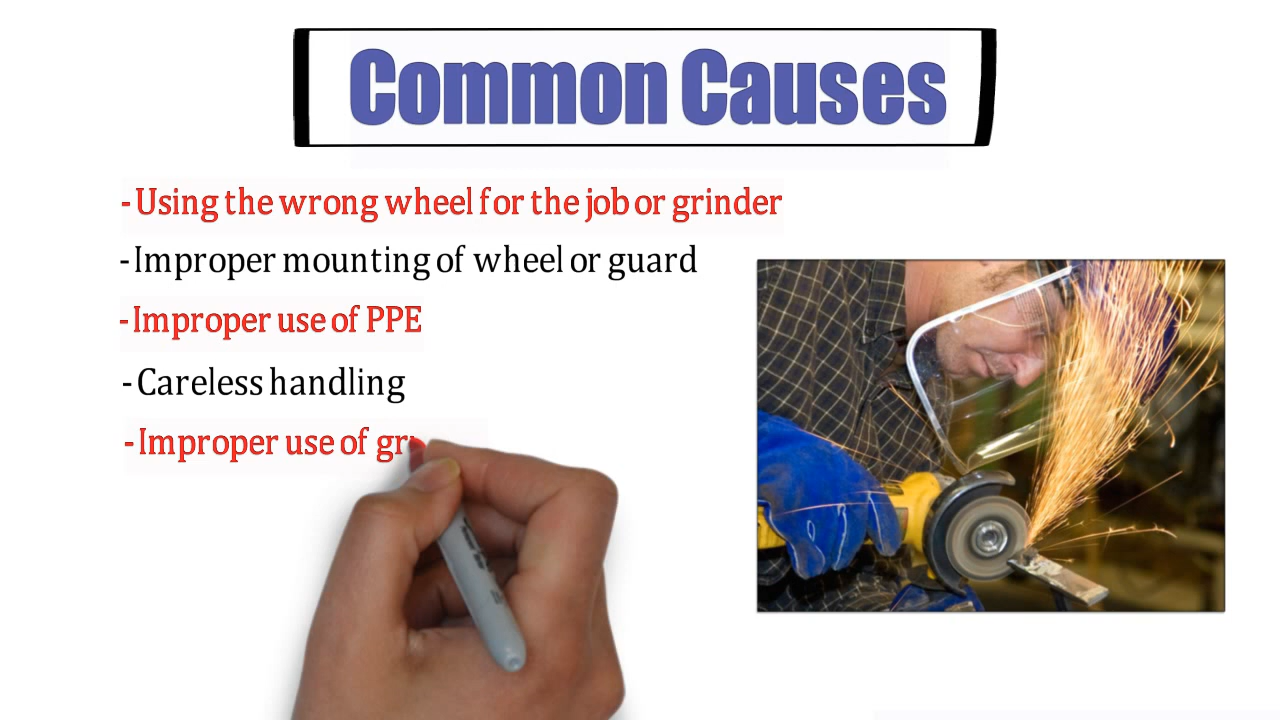 Common Causes
-Using the wrong wheel for the job or grinder
-Improper mounting of wheel or guard
-Improper use of PPE
-Careless handling
-Improper use of